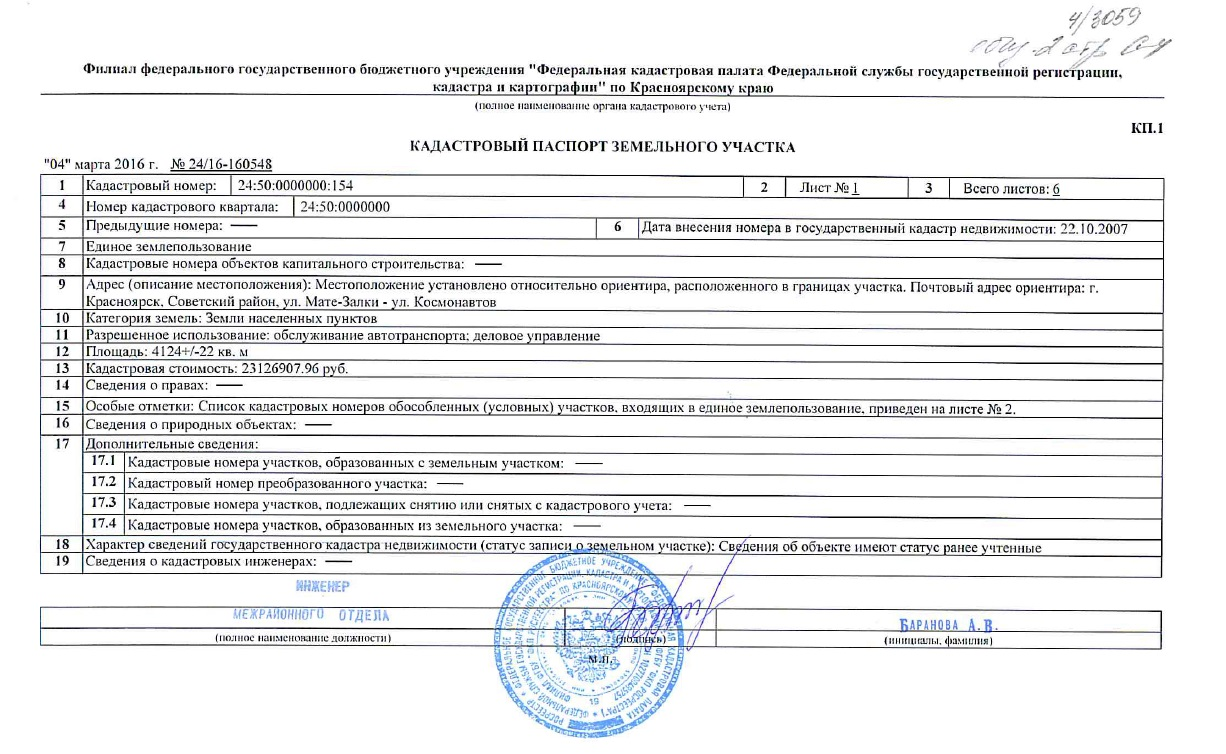 4/3059
Филиал федерального государственного бюджетного учреждения "Федеральная кадастровая палата Федеральной службы государственной регистрации,
кадастра и картографии" по Красноярскому краю
(полное наименование органа кадастрового учета)
КП.1
КАДАСТРОВЫЙ ПАСПОРТ ЗЕМЕЛЬНОГО УЧАСТКА
"04" марта 2016 г. № 24/16-160548
1 Кадастровый номер: 24:50:0000000:154 2 Лист № 1 3 Всего листов: 6
4 Номер кадастрового квартала: 24:50:0000000
5 Предыдущие номера: — 6 Дата внесения номера в государственный кадастр недвижимости: 22.10.2007
7 Единое землепользование
8 Кадастровые номера объектов капитального строительства: —
9 Адрес (описание местоположения): Местоположение установлено относительно ориентира, расположенного в границах участка. Почтовый адрес ориентира: г.
Красноярск, Советский район, ул. Мате-Залки - ул. Космонавтов
10 Категория земель: Земли населенных пунктов
11 Разрешенное использование: обслуживание автотранспорта; деловое управление
12 Площадь: 4124+/-22 кв. м
13 Кадастровая стоимость: 23126907.96 руб.
14 Сведения о правах: —
15 Особые отметки: Список кадастровых номеров обособленных (условных) участков, входящих в единое землепользование, приведен на листе № 2.
16 Сведения о природных объектах: —
17 Дополнительные сведения:
17.1 Кадастровые номера участков, образованных с земельным участком: —
17.2 Кадастровый номер преобразованного участка: —
17.3 Кадастровые номера участков, подлежащих снятию или снятых с кадастрового учета: —
17.4 Кадастровые номера участков, образованных из земельного участка: —
18 Характер сведений государственного кадастра недвижимости (статус записи о земельном участке): Сведения об объекте имеют статус ранее учтенные
19 Сведения о кадастровых инженерах: —
ИНЖЕНЕР
МЕЖРАЙОННОГО ОТДЕЛА
БАРАНОВА А.В.
(полное наименование должности) (подпись) (инициалы, фамилия)
М.П.